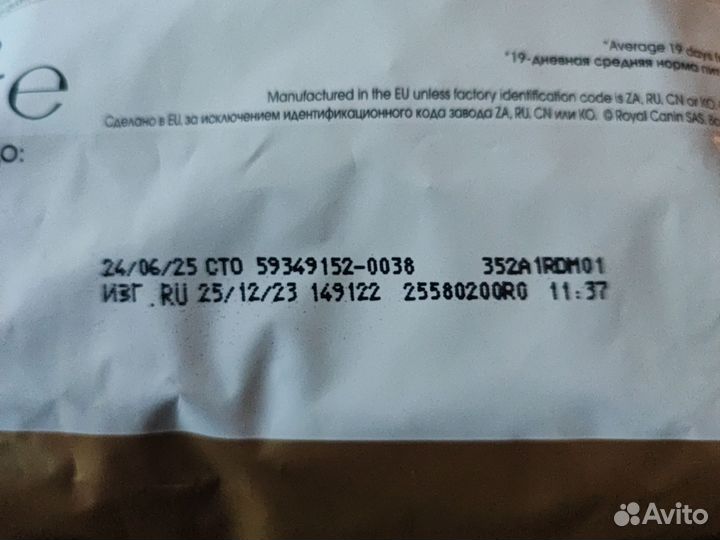 *Average 19 days
*19-дневная средняя норма
re
Manufactured in the EU unless factory identification code is ZA, RU, CN or KO.
Сделано в EU, за исключением идентификационного кода завода ZA, RU, CN или KO. © Royal Canin SAS.
о:
24/06/25 СТО 59349152-0038 352A1RDM01
ИЗГ.RU 25/12/23 149122 25580200R0 11:37
Avito